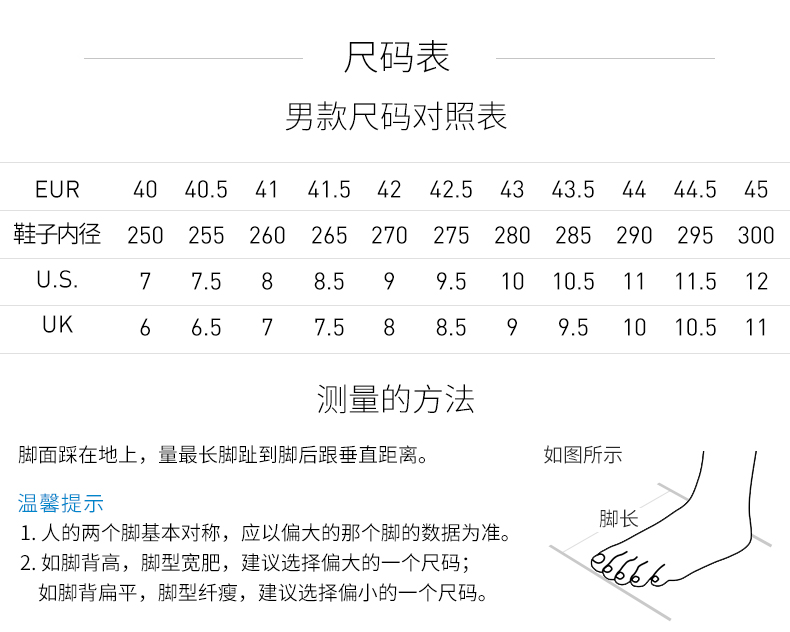 尺码表
男款尺码对照表
EUR 40 40.5 41 41.5 42 42.5 43 43.5 44 44.5 45
鞋子内径 250 255 260 265 270 275 280 285 290 295 300
U.S. 7 7.5 8 8.5 9 9.5 10 10.5 11 11.5 12
UK 6 6.5 7 7.5 8 8.5 9 9.5 10 10.5 11
测量的方法
脚面踩在地上，量最长脚趾到脚后跟垂直距离。
如图所示
脚长
温馨提示
1. 人的两个脚基本对称，应以偏大的那个脚的数据为准。
2. 如脚背高，脚型宽肥，建议选择偏大的一个尺码；
如脚背扁平，脚型纤瘦，建议选择偏小的一个尺码。